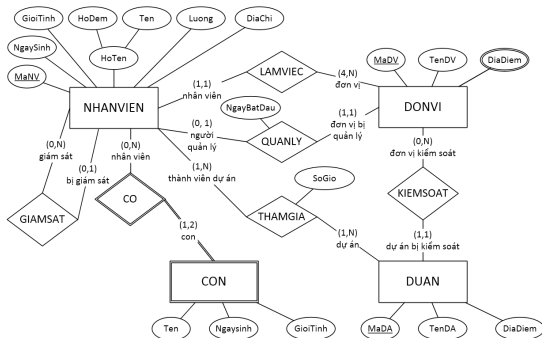 GioiTinh
HoDem
Ten
Luong
DiaChi
NgaySinh
HoTen
MaNV
LAMVIEC
MaDV
TenDV
DiaDiem
(1,1)
nhân viên
(4,N)
đơn vị
NHANVIEN
DONVI
NgayBatDau
(0, 1)
người
quản lý
QUANLY
(1,1)
đơn vị bị
quản lý
(0,N)
giám sát
(0,1)
bị giám sát
(0,N)
nhân viên
(1,N)
thành viên dự án
(0,N)
đơn vị kiểm soát
GIAMSAT
CO
SoGio
THAMGIA
KIEMSOAT
(1,2)
con
(1,N)
dự án
(1,1)
dự án bị kiểm soát
CON
DUAN
Ten
Ngaysinh
GioiTinh
MaDA
TenDA
DiaDiem